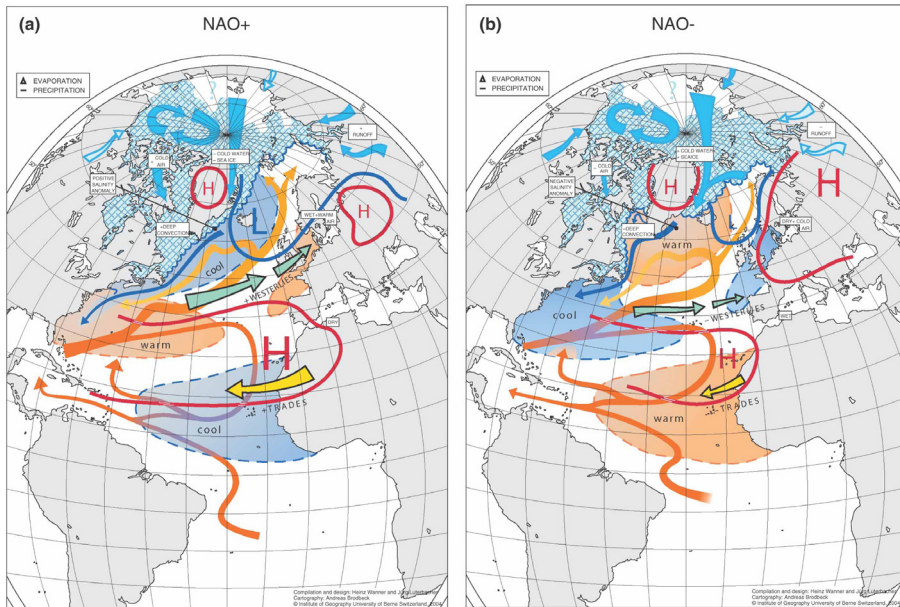 (a)
NAO+
EVAPORATION
PRECIPITATION
?
+
RUNOFF
- COLD
AIR
- COLD WATER
- SEA ICE
POSITIVE
SALINITY
ANOMALY
H
L
H
WET+WARM
AIR
+DEEP
CONVECTION
cool
+WESTERLIES
warm
DRY
H
+TRADES
cool
Compilation and design: Heinz Wanner and Jürg Luterbacher
Cartography: Andreas Brodbeck
© Institute of Geography University of Berne Switzerland, 2004
(b)
NAO-
EVAPORATION
PRECIPITATION
?
–
RUNOFF
- COLD
AIR
- COLD WATER
- SEAICE
NEGATIVE
SALINITY
ANOMALY
H
L
H
DRY+ COLD
AIR
-DEEP
CONVECTION
warm
cool
– WESTERLIES
WET
H
-TRADES
warm
Compilation and design: Heinz Wanner and Jürg Luterbacher
Cartography: Andreas Brodbeck
© Institute of Geography University of Berne Switzerland, 2004